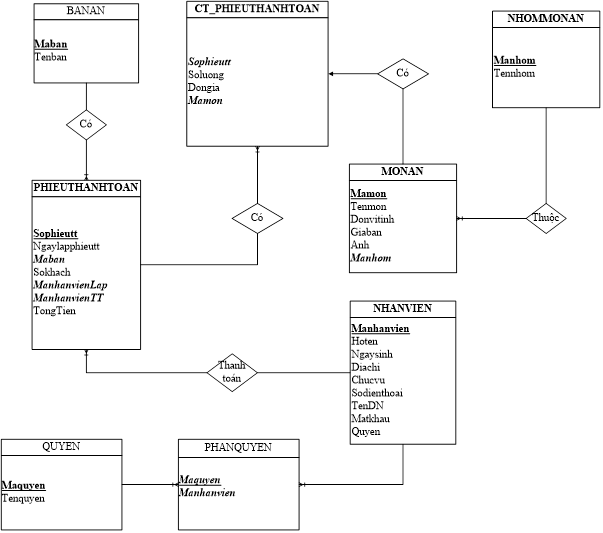 BANAN
Maban
Tenban
CT_PHIEUTHANHTOAN
Sophieutt
Soluong
Dongia
Mamon
NHOMMONAN
Manhom
Tennhom
Có
Có
PHIEUTHANHTOAN
Sophieutt
Ngaylapphieutt
Maban
Sokhach
ManhanvienLap
ManhanvienTT
TongTien
Có
MONAN
Mamon
Tenmon
Donvitinh
Giaban
Anh
Manhom
Thuộc
NHANVIEN
Manhanvien
Hoten
Ngaysinh
Diachi
Chucvu
Sodienthoai
TenDN
Matkhau
Quyen
Thanh
toán
QUYEN
Maquyen
Tenquyen
PHANQUYEN
Maquyen
Manhanvien